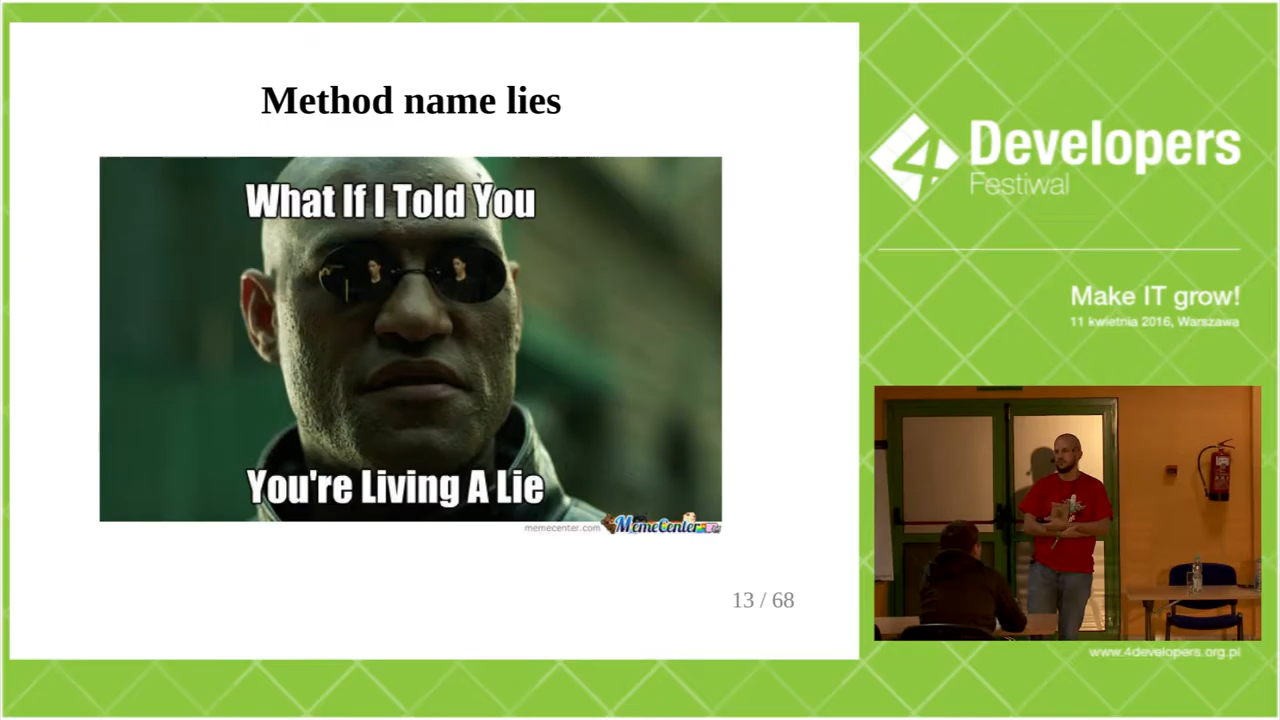 Method name lies
What If I Told You
You're Living A Lie
memecenter.com MemeCenter
13 / 68
4Developers
Festiwal
Make IT grow!
11 kwietnia 2016, Warszawa
www.4developers.org.pl